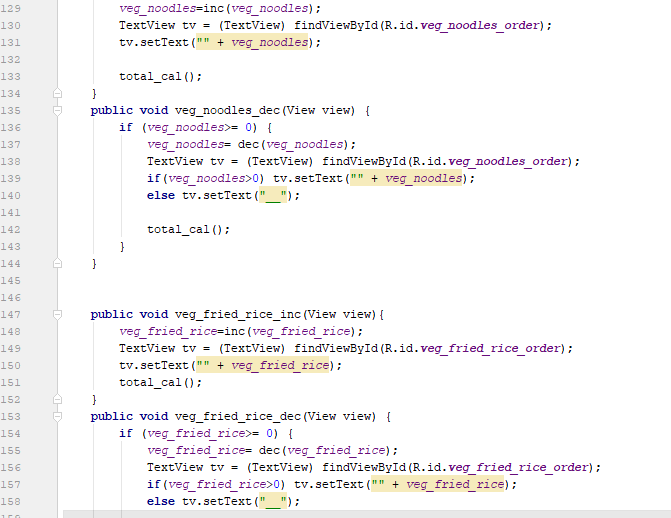 129 veg_noodles=inc(veg_noodles);
130 TextView tv = (TextView) findViewById(R.id.veg_noodles_order);
131 tv.setText("" + veg_noodles);
132
133 total_cal();
134 }
135 public void veg_noodles_dec(View view) {
136 if (veg_noodles>= 0) {
137 veg_noodles= dec(veg_noodles);
138 TextView tv = (TextView) findViewById(R.id.veg_noodles_order);
139 if(veg_noodles>0) tv.setText("" + veg_noodles);
140 else tv.setText("__");
141
142 total_cal();
143 }
144 }
145
146
147 public void veg_fried_rice_inc(View view){
148 veg_fried_rice=inc(veg_fried_rice);
149 TextView tv = (TextView) findViewById(R.id.veg_fried_rice_order);
150 tv.setText("" + veg_fried_rice);
151 total_cal();
152 }
153 public void veg_fried_rice_dec(View view) {
154 if (veg_fried_rice>= 0) {
155 veg_fried_rice= dec(veg_fried_rice);
156 TextView tv = (TextView) findViewById(R.id.veg_fried_rice_order);
157 if(veg_fried_rice>0) tv.setText("" + veg_fried_rice);
158 else tv.setText("__");